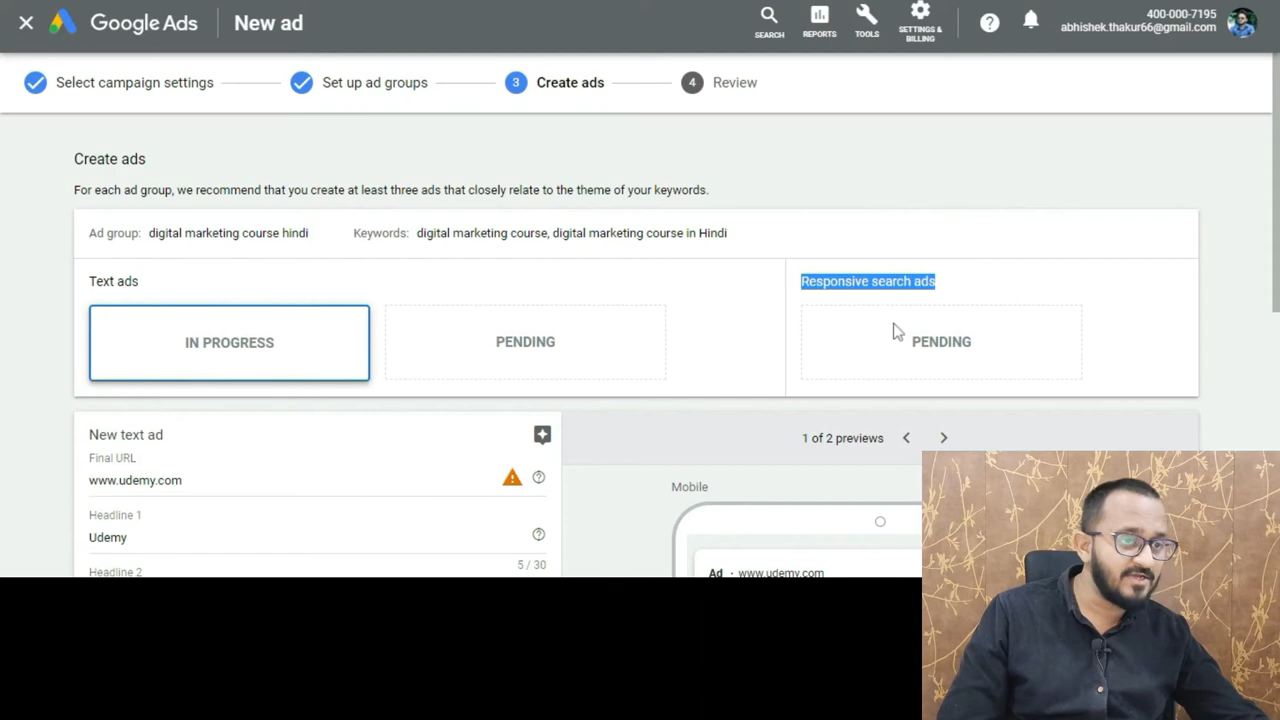 Google Ads
New ad
SEARCH
REPORTS
TOOLS
SETTINGS &
BILLING
400-000-7195
abhishek.thakur66@gmail.com
Select campaign settings
Set up ad groups
3
Create ads
4
Review
Create ads
For each ad group, we recommend that you create at least three ads that closely relate to the theme of your keywords.
Ad group: digital marketing course hindi
Keywords: digital marketing course, digital marketing course in Hindi
Text ads
Responsive search ads
IN PROGRESS
PENDING
PENDING
New text ad
1 of 2 previews
Final URL
www.udemy.com
Mobile
Headline 1
Udemy
5 / 30
Headline 2
Ad · www.udemy.com